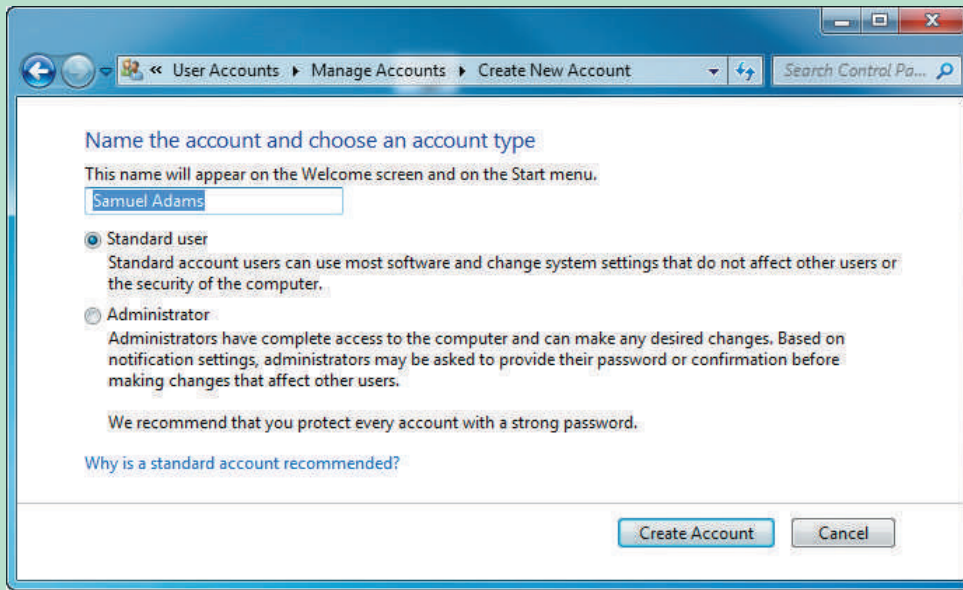 « User Accounts ▸ Manage Accounts ▸ Create New Account
Search Control Pa...
Name the account and choose an account type
This name will appear on the Welcome screen and on the Start menu.
Samuel Adams
Standard user
Standard account users can use most software and change system settings that do not affect other users or
the security of the computer.
Administrator
Administrators have complete access to the computer and can make any desired changes. Based on
notification settings, administrators may be asked to provide their password or confirmation before
making changes that affect other users.
We recommend that you protect every account with a strong password.
Why is a standard account recommended?
Create Account
Cancel